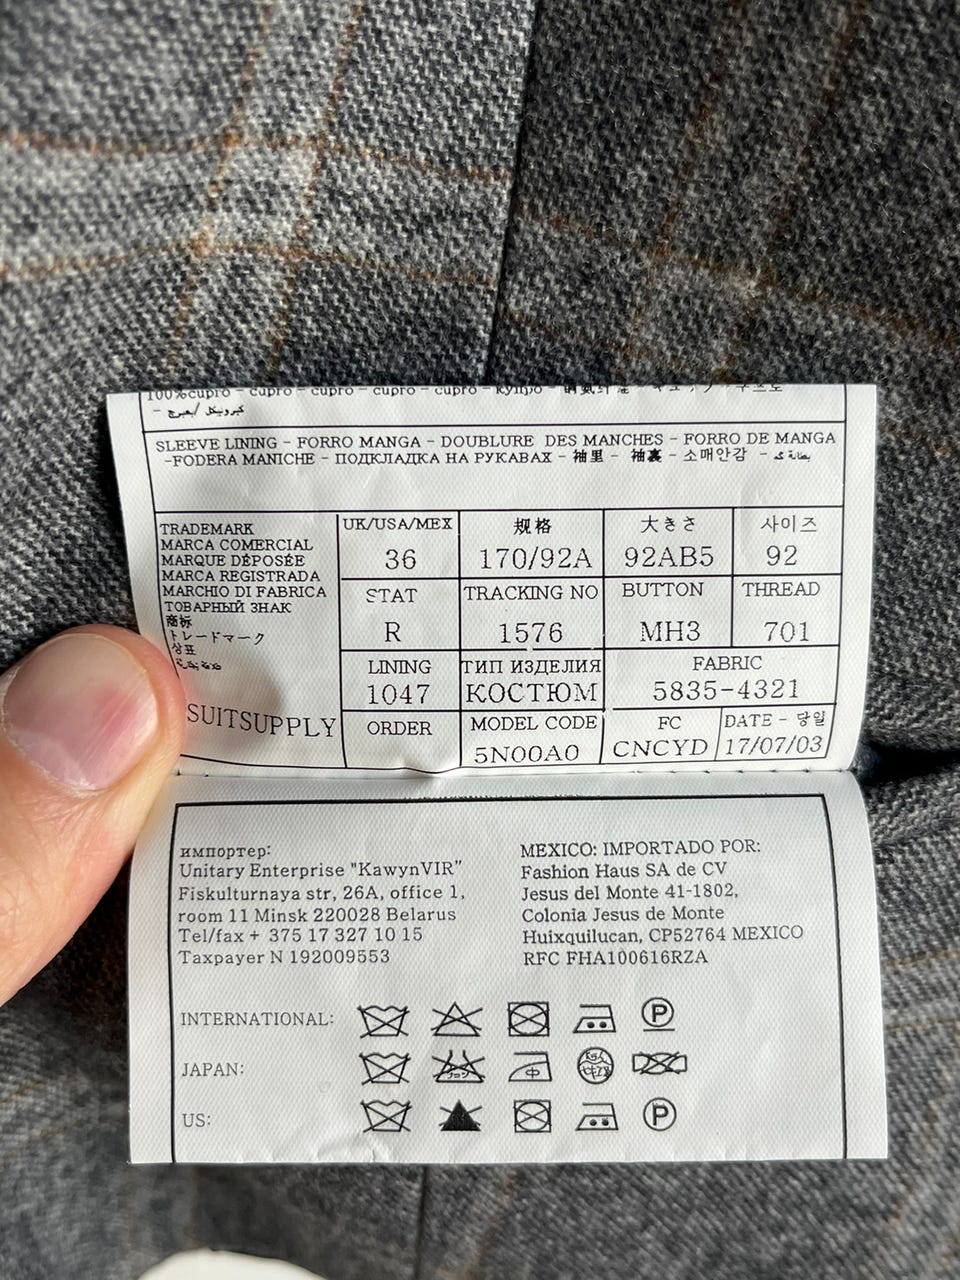 100%cupro - cupro - cupro - cupro - cupro - купро -
SLEEVE LINING - FORRO MANGA - DOUBLURE DES MANCHES - FORRO DE MANGA
-FODERA MANICHE - ПОДКЛАДКА НА РУКАВАХ - 袖里 - 袖裏 - 소매안감 -
TRADEMARK
MARCA COMERCIAL
MARQUE DÉPOSÉE
MARCA REGISTRADA
MARCHIO DI FABRICA
ТОВАРНЫЙ ЗНАК
商标
トレードマーク
상표
SUITSUPPLY
UK/USA/MEX
36
规格
170/92A
大きさ
92AB5
사이즈
92
STAT
R
TRACKING NO
1576
BUTTON
MH3
THREAD
701
LINING
1047
ТИП ИЗДЕЛИЯ
КОСТЮМ
FABRIC
5835-4321
ORDER
MODEL CODE
5N00A0
FC
CNCYD
DATE - 당일
17/07/03
импортер:
Unitary Enterprise "KawynVIR"
Fiskulturnaya str, 26A, office 1,
room 11 Minsk 220028 Belarus
Tel/fax + 375 17 327 10 15
Taxpayer N 192009553
MEXICO: IMPORTADO POR:
Fashion Haus SA de CV
Jesus del Monte 41-1802,
Colonia Jesus de Monte
Huixquilucan, CP52764 MEXICO
RFC FHA100616RZA
INTERNATIONAL:
P
JAPAN:
中
US:
P